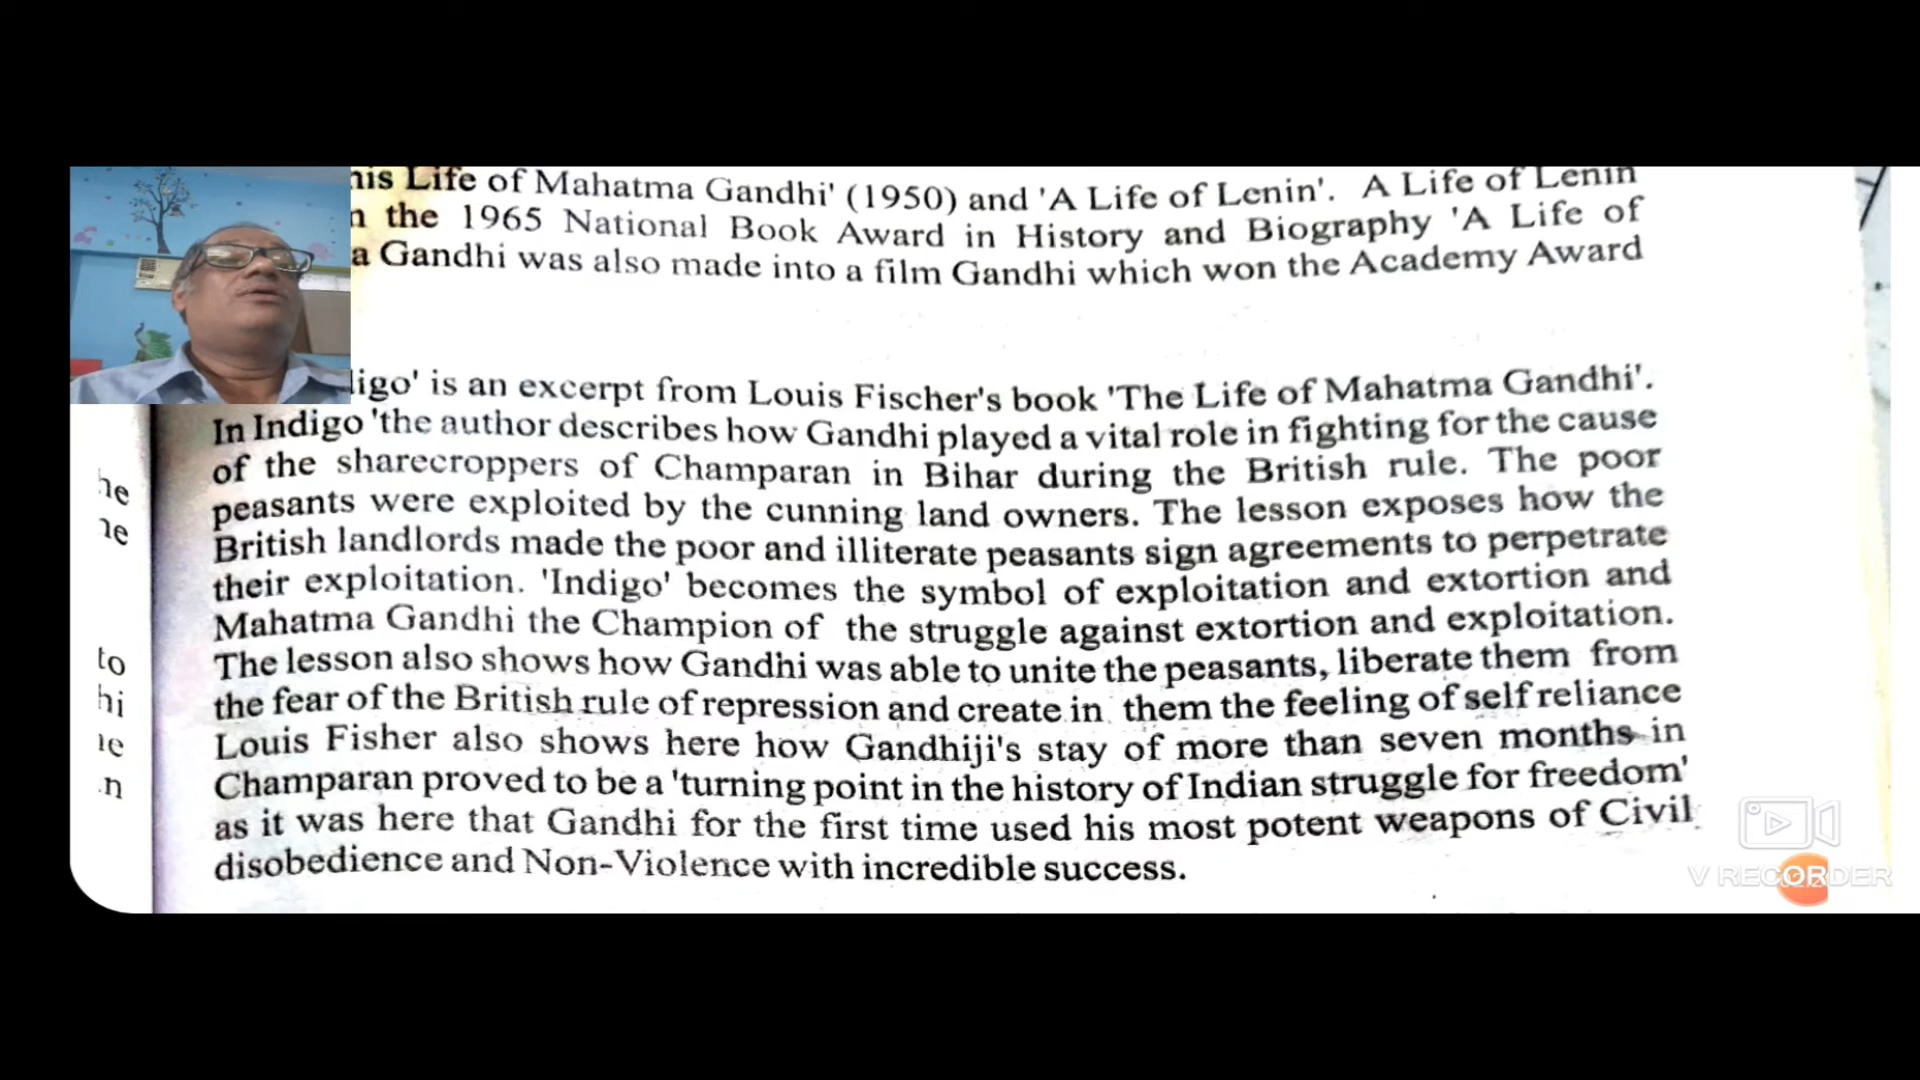 his Life of Mahatma Gandhi' (1950) and 'A Life of Lenin'. A Life of Lenin
the 1965 National Book Award in History and Biography 'A Life of
a Gandhi was also made into a film Gandhi which won the Academy Award
ligo' is an excerpt from Louis Fischer's book 'The Life of Mahatma Gandhi'.
In Indigo 'the author describes how Gandhi played a vital role in fighting for the cause
of the sharecroppers of Champaran in Bihar during the British rule. The poor
peasants were exploited by the cunning land owners. The lesson exposes how the
British landlords made the poor and illiterate peasants sign agreements to perpetrate
their exploitation. 'Indigo' becomes the symbol of exploitation and extortion and
Mahatma Gandhi the Champion of the struggle against extortion and exploitation.
The lesson also shows how Gandhi was able to unite the peasants, liberate them from
the fear of the British rule of repression and create in them the feeling of self reliance
Louis Fisher also shows here how Gandhiji's stay of more than seven months in
Champaran proved to be a 'turning point in the history of Indian struggle for freedom'
as it was here that Gandhi for the first time used his most potent weapons of Civil
disobedience and Non-Violence with incredible success.
he
ne
to
hi
n
V RECORDER